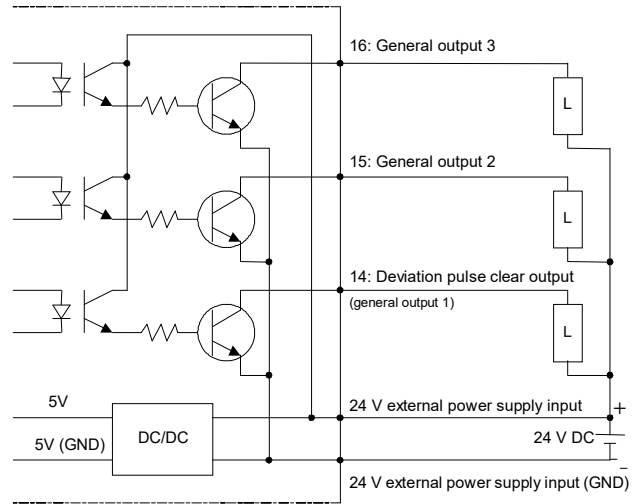 16: General output 3
L
15: General output 2
L
14: Deviation pulse clear output
(general output 1)
L
5V
24 V external power supply input
+
DC/DC
24 V DC
5V (GND)
−
24 V external power supply input (GND)